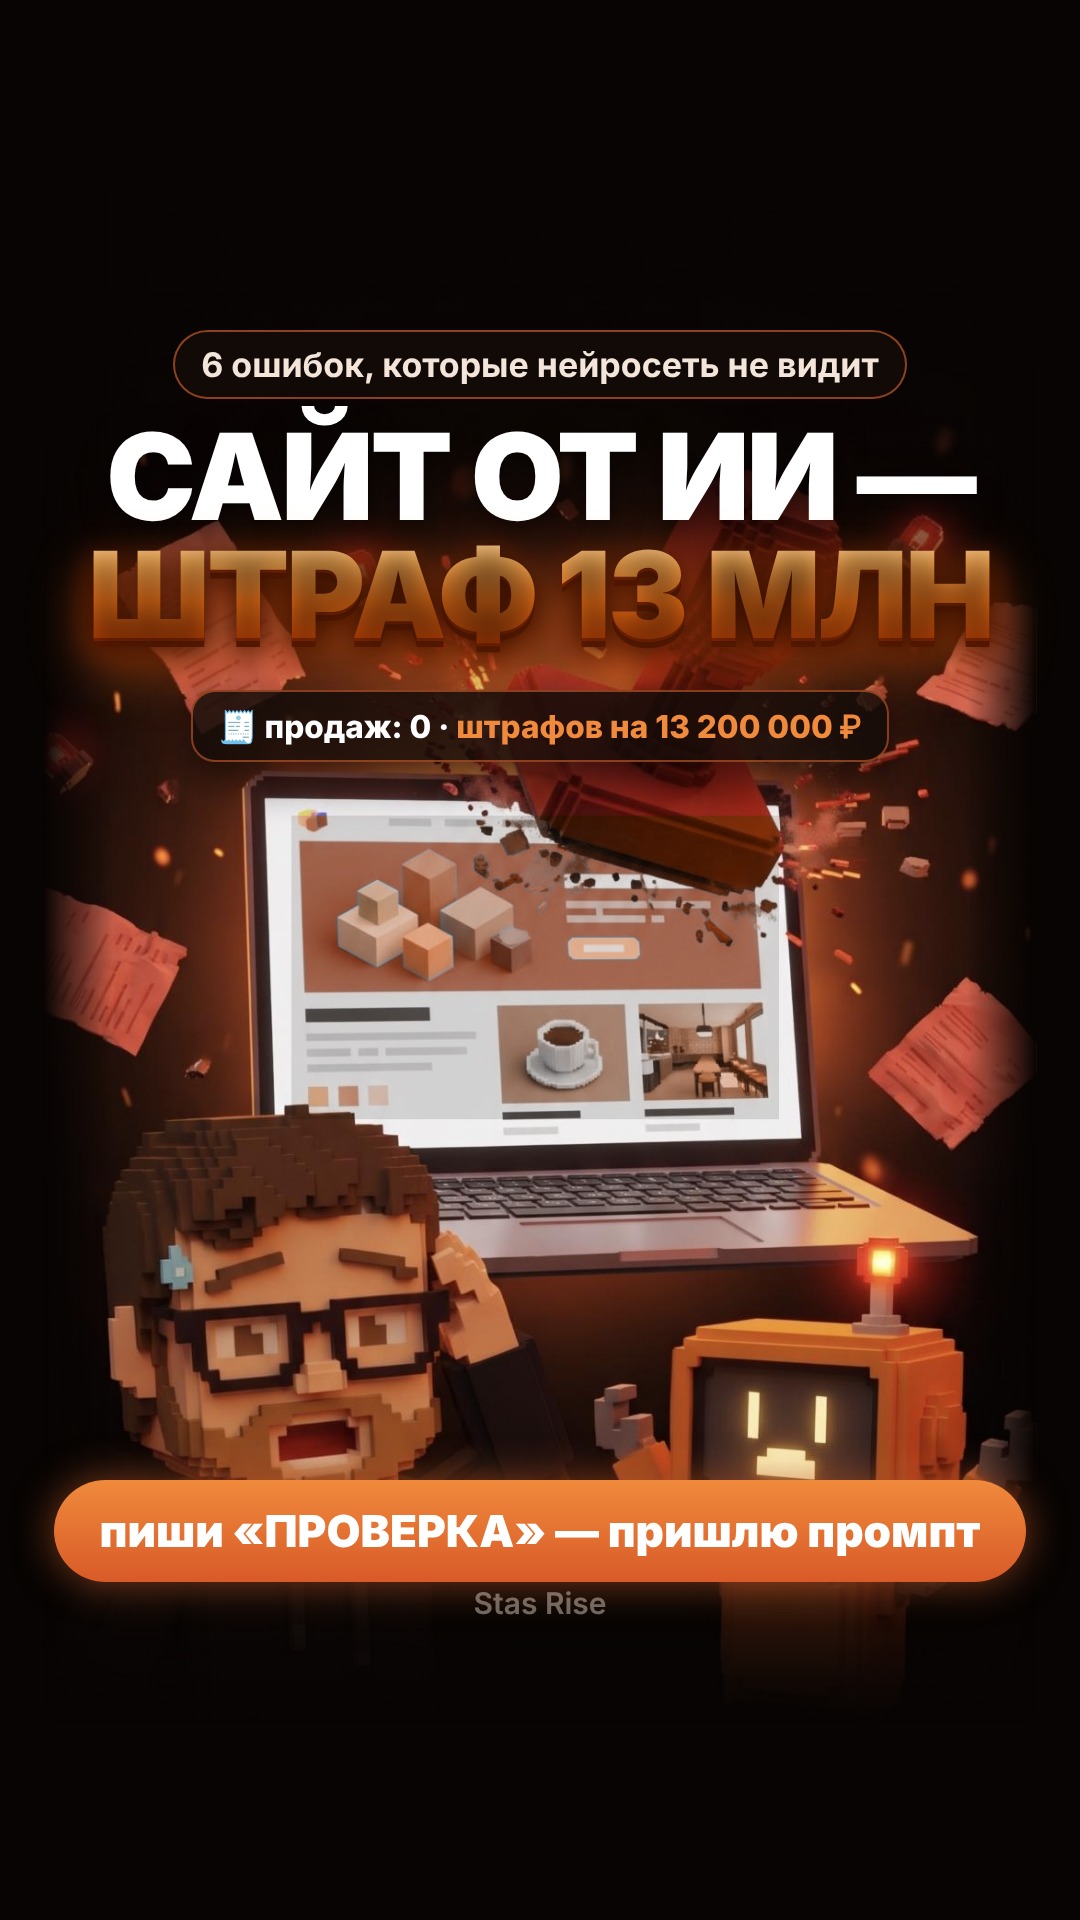 6 ошибок, которые нейросеть не видит
САЙТ ОТ ИИ —
ШТРАФ 13 МЛН
продаж: 0 · штрафов на 13 200 000 ₽
пиши «ПРОВЕРКА» — пришлю промпт
Stas Rise